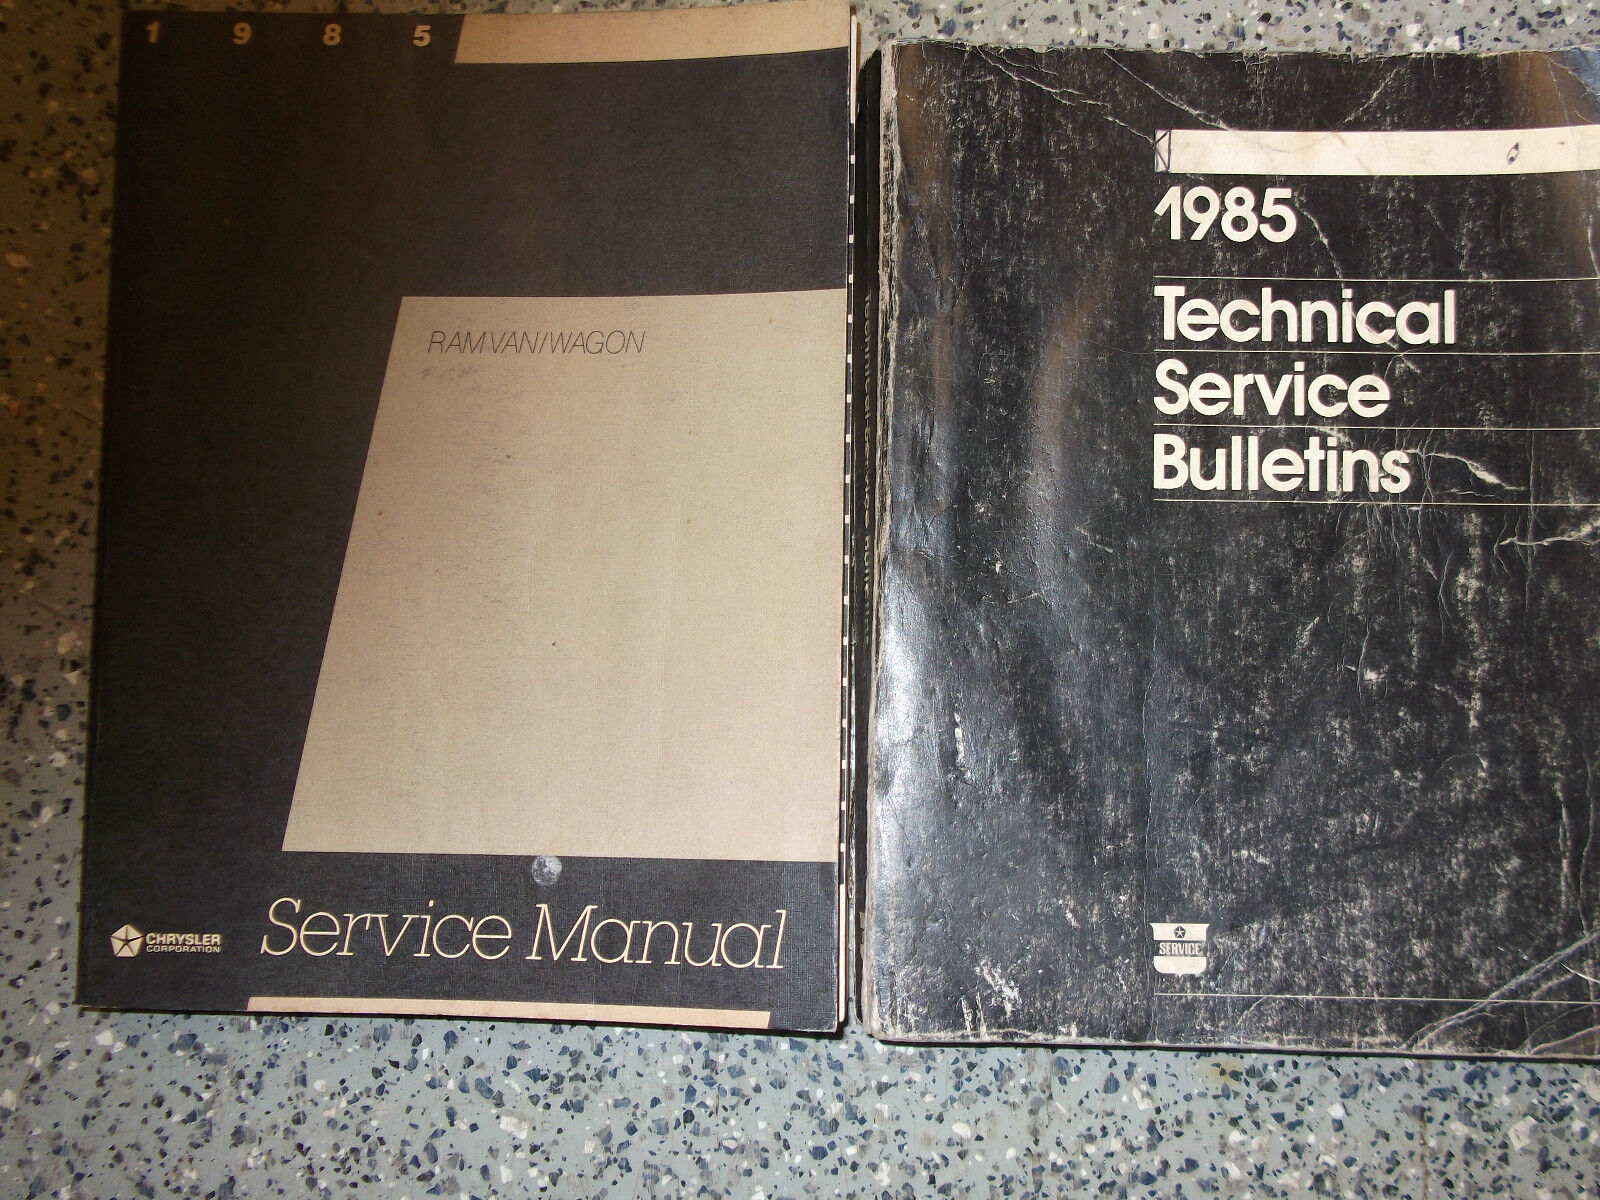 1 9 8 5
RAM VAN/WAGON
CHRYSLER
CORPORATION
Service Manual
1985
Technical
Service
Bulletins
SERVICE